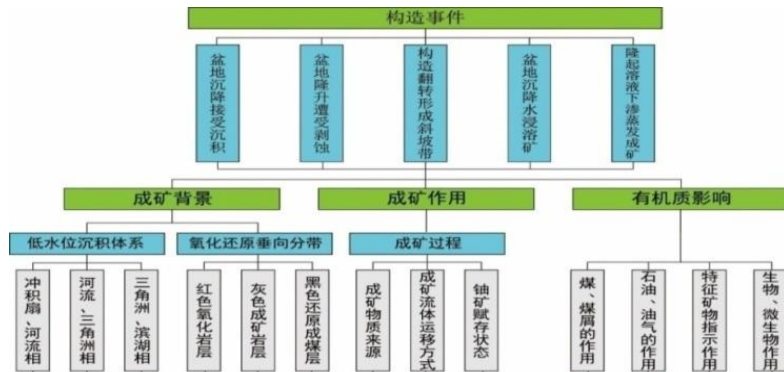 构造事件
盆地沉降接受沉积
盆地隆升遭受剥蚀
构造翻转形成斜坡带
盆地沉降水浸溶矿
隆起溶液下渗蒸发成矿
成矿背景
成矿作用
有机质影响
低水位沉积体系
氧化还原垂向分带
成矿过程
冲积扇、河流相
河流、三角洲相
三角洲、滨湖相
红色氧化岩层
灰色成矿岩层
黑色还原成煤层
成矿物质来源
成矿流体运移方式
铀矿赋存状态
煤、煤屑的作用
石油、油气的作用
特征矿物指示作用
生物、微生物作用